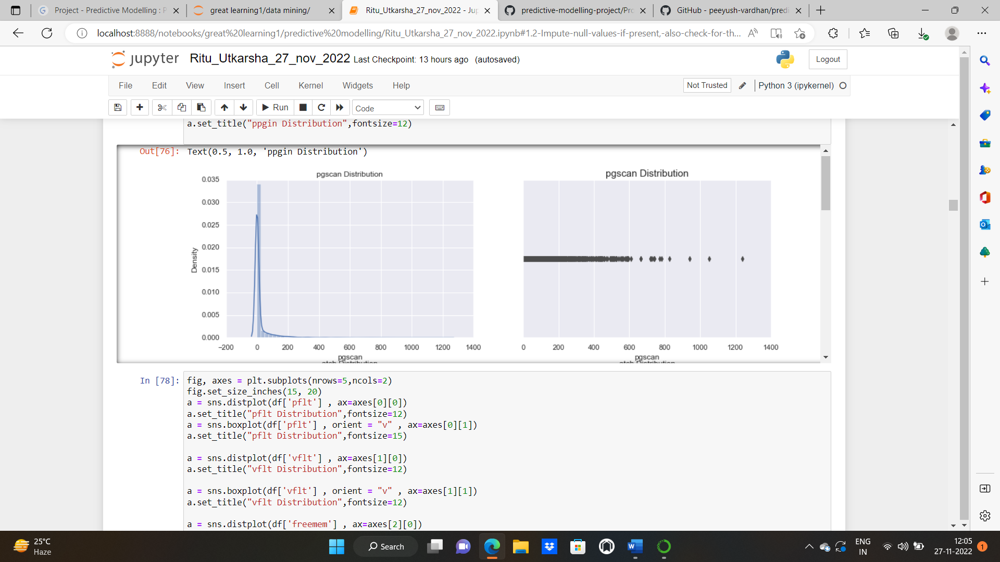 Project - Predictive Modelling : P
great learning1/data mining/
Ritu_Utkarsha_27_nov_2022 - Jup
predictive-modelling-project/Pro
GitHub - peeyush-vardhan/predi
localhost:8888/notebooks/great%20learning1/predictive%20modelling/Ritu_Utkarsha_27_nov_2022.ipynb#1.2-Impute-null-values-if-present,-also-check-for-th...
jupyter Ritu_Utkarsha_27_nov_2022 Last Checkpoint: 13 hours ago (autosaved)
Logout
File Edit View Insert Cell Kernel Widgets Help
Not Trusted
Python 3 (ipykernel)
Run
Code
a.set_title("ppgin Distribution",fontsize=12)
Out[76]: Text(0.5, 1.0, 'ppgin Distribution')
pgscan Distribution
0.035
0.030
0.025
0.020
0.015
0.010
0.005
0.000
Density
−200 0 200 400 600 800 1000 1200 1400
pgscan
atch Distribution
pgscan Distribution
0 200 400 600 800 1000 1200 1400
pgscan
atch Distribution
In [78]: fig, axes = plt.subplots(nrows=5,ncols=2)
fig.set_size_inches(15, 20)
a = sns.distplot(df['pflt'] , ax=axes[0][0])
a.set_title("pflt Distribution",fontsize=12)
a = sns.boxplot(df['pflt'] , orient = "v" , ax=axes[0][1])
a.set_title("pflt Distribution",fontsize=15)
a = sns.distplot(df['vflt'] , ax=axes[1][0])
a.set_title("vflt Distribution",fontsize=12)
a = sns.boxplot(df['vflt'] , orient = "v" , ax=axes[1][1])
a.set_title("vflt Distribution",fontsize=12)
a = sns.distplot(df['freemem'] , ax=axes[2][0])
25°C
Haze
Search
ENG
IN
12:05
27-11-2022
1